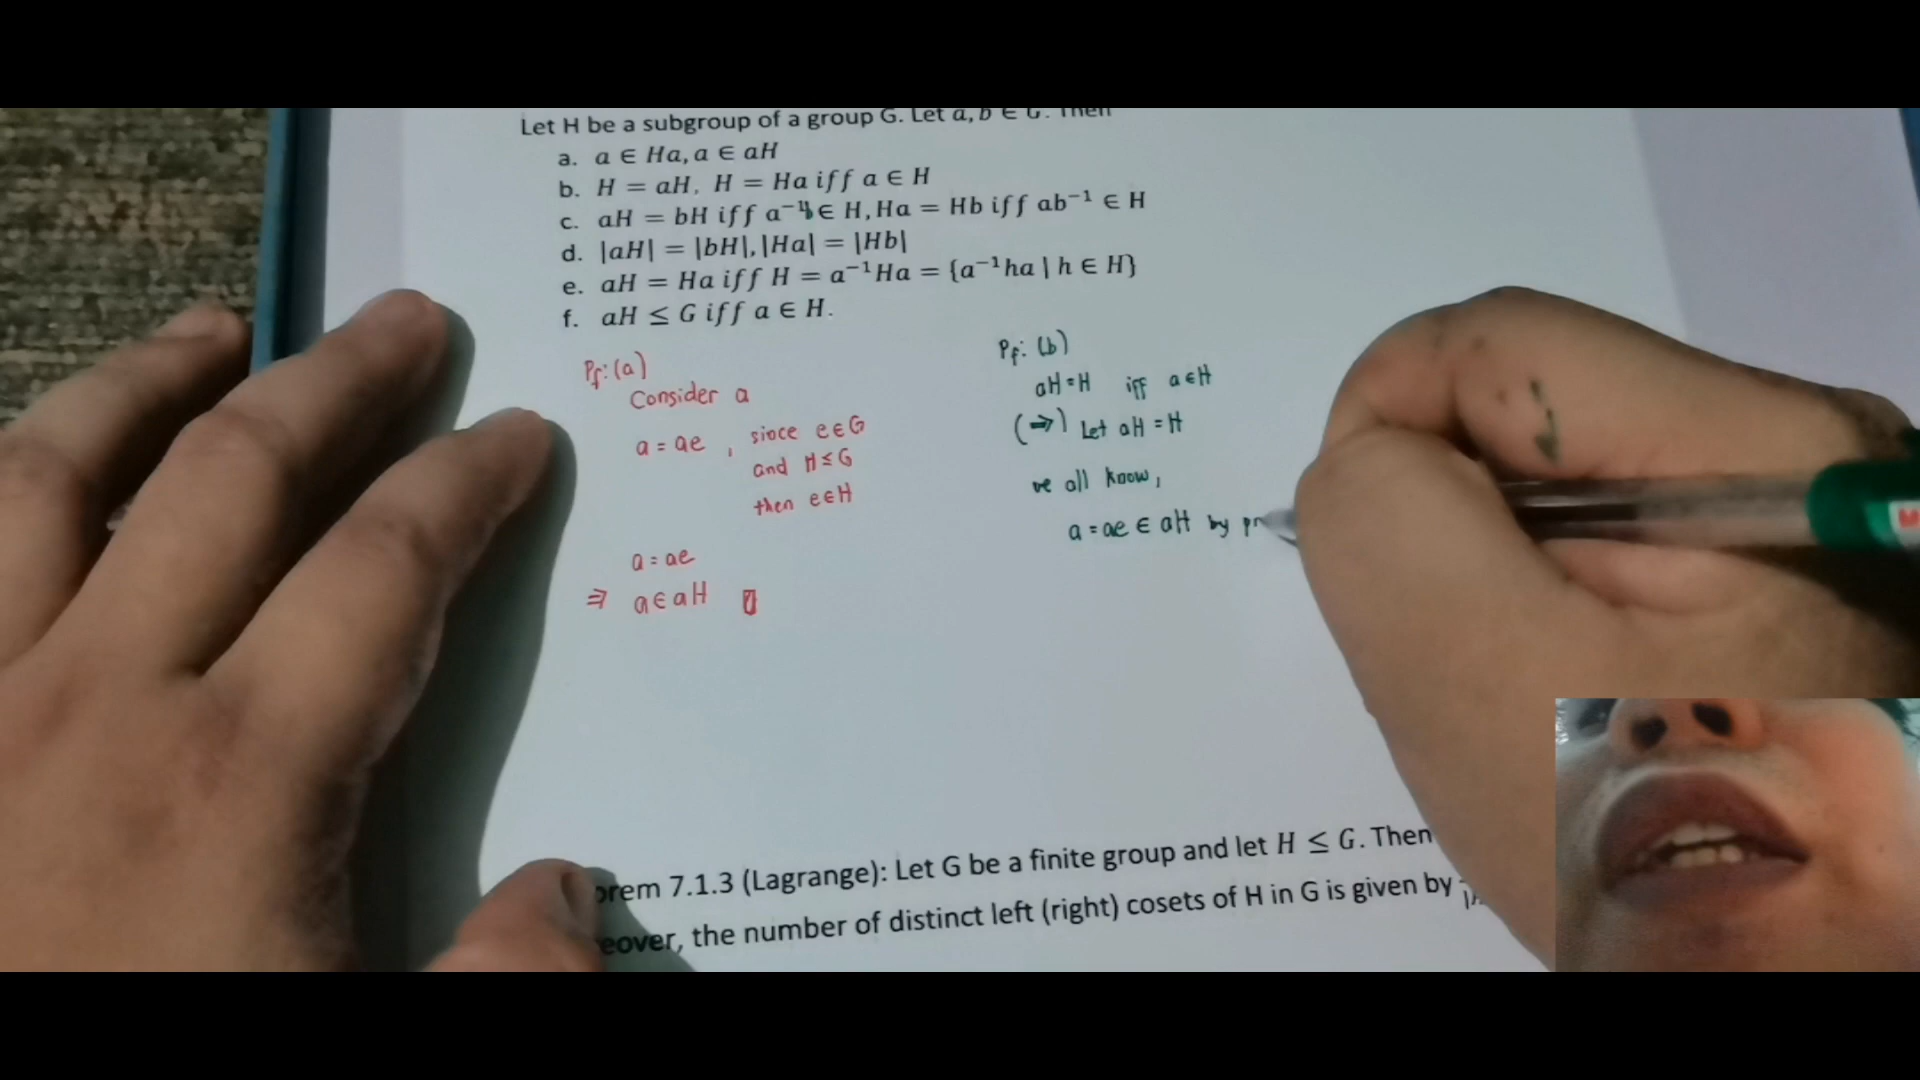 Let H be a subgroup of a group G. Let a, b ∈ G. Then
a. a ∈ Ha, a ∈ aH
b. H = aH, H = Ha iff a ∈ H
c. aH = bH iff a⁻¹b ∈ H, Ha = Hb iff ab⁻¹ ∈ H
d. |aH| = |bH|, |Ha| = |Hb|
e. aH = Ha iff H = a⁻¹Ha = {a⁻¹ha | h ∈ H}
f. aH ≤ G iff a ∈ H.
Pf: (a)
Consider a
a = ae , since e∈G
and H≤G
then e∈H
a = ae
⇒ a∈aH
Pf: (b)
aH=H iff a∈H
(⇒) Let aH = H
we all know,
a = ae ∈ aH by pr
orem 7.1.3 (Lagrange): Let G be a finite group and let H ≤ G. Then
eover, the number of distinct left (right) cosets of H in G is given by